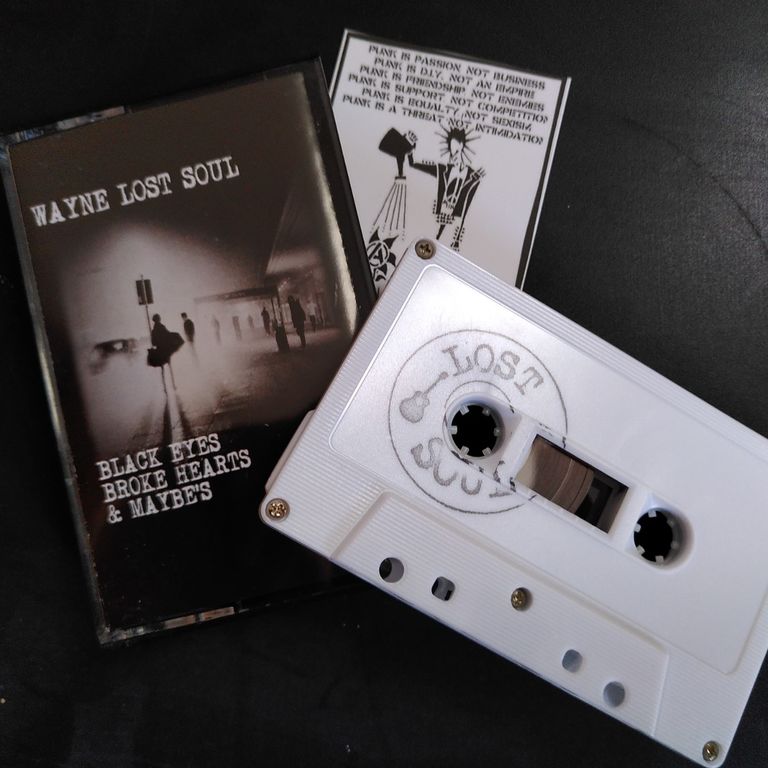 WAYNE LOST SOUL
BLACK EYES
BROKE HEARTS
& MAYBE'S
PUNK IS PASSION, NOT BUSINESS
PUNK IS D.I.Y. NOT AN EMPIRE
PUNK IS FRIENDSHIP, NOT ENEMIES
PUNK IS SUPPORT, NOT COMPETITION
PUNK IS EQUALTY, NOT SEXISM
PUNK IS A THREAT NOT INTIMIDATION
LOST
SOUL